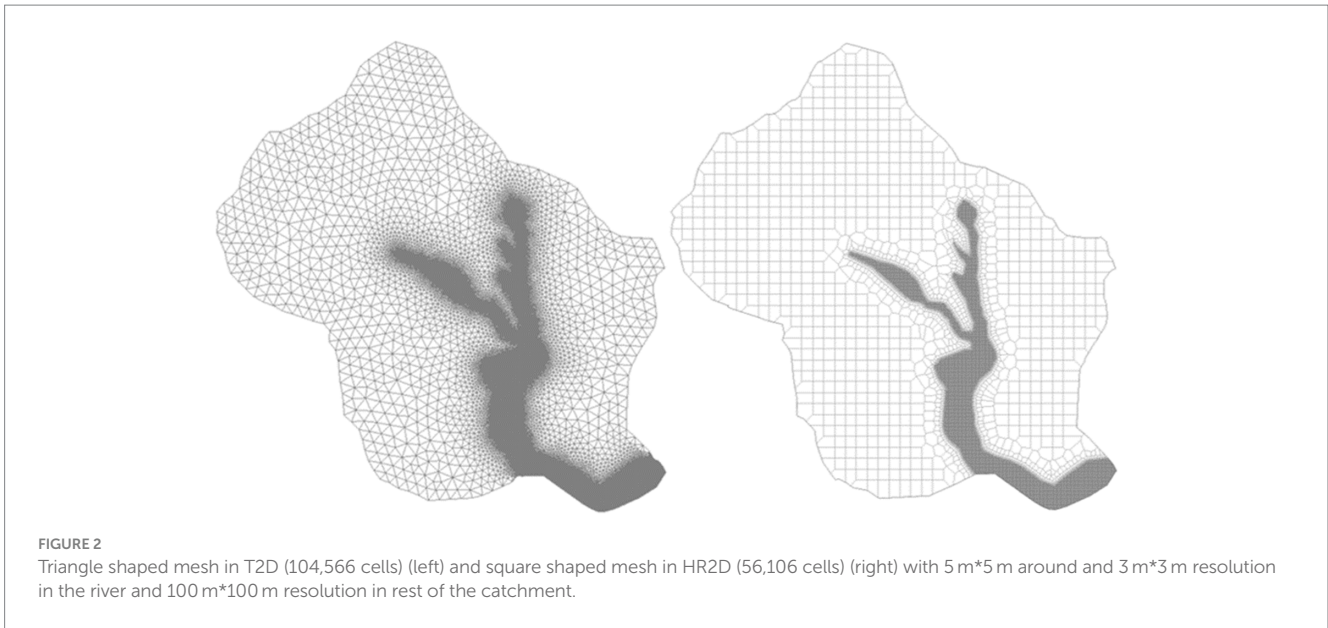 FIGURE 2
Triangle shaped mesh in T2D (104,566 cells) (left) and square shaped mesh in HR2D (56,106 cells) (right) with 5 m*5 m around and 3 m*3 m resolution
in the river and 100 m*100 m resolution in rest of the catchment.